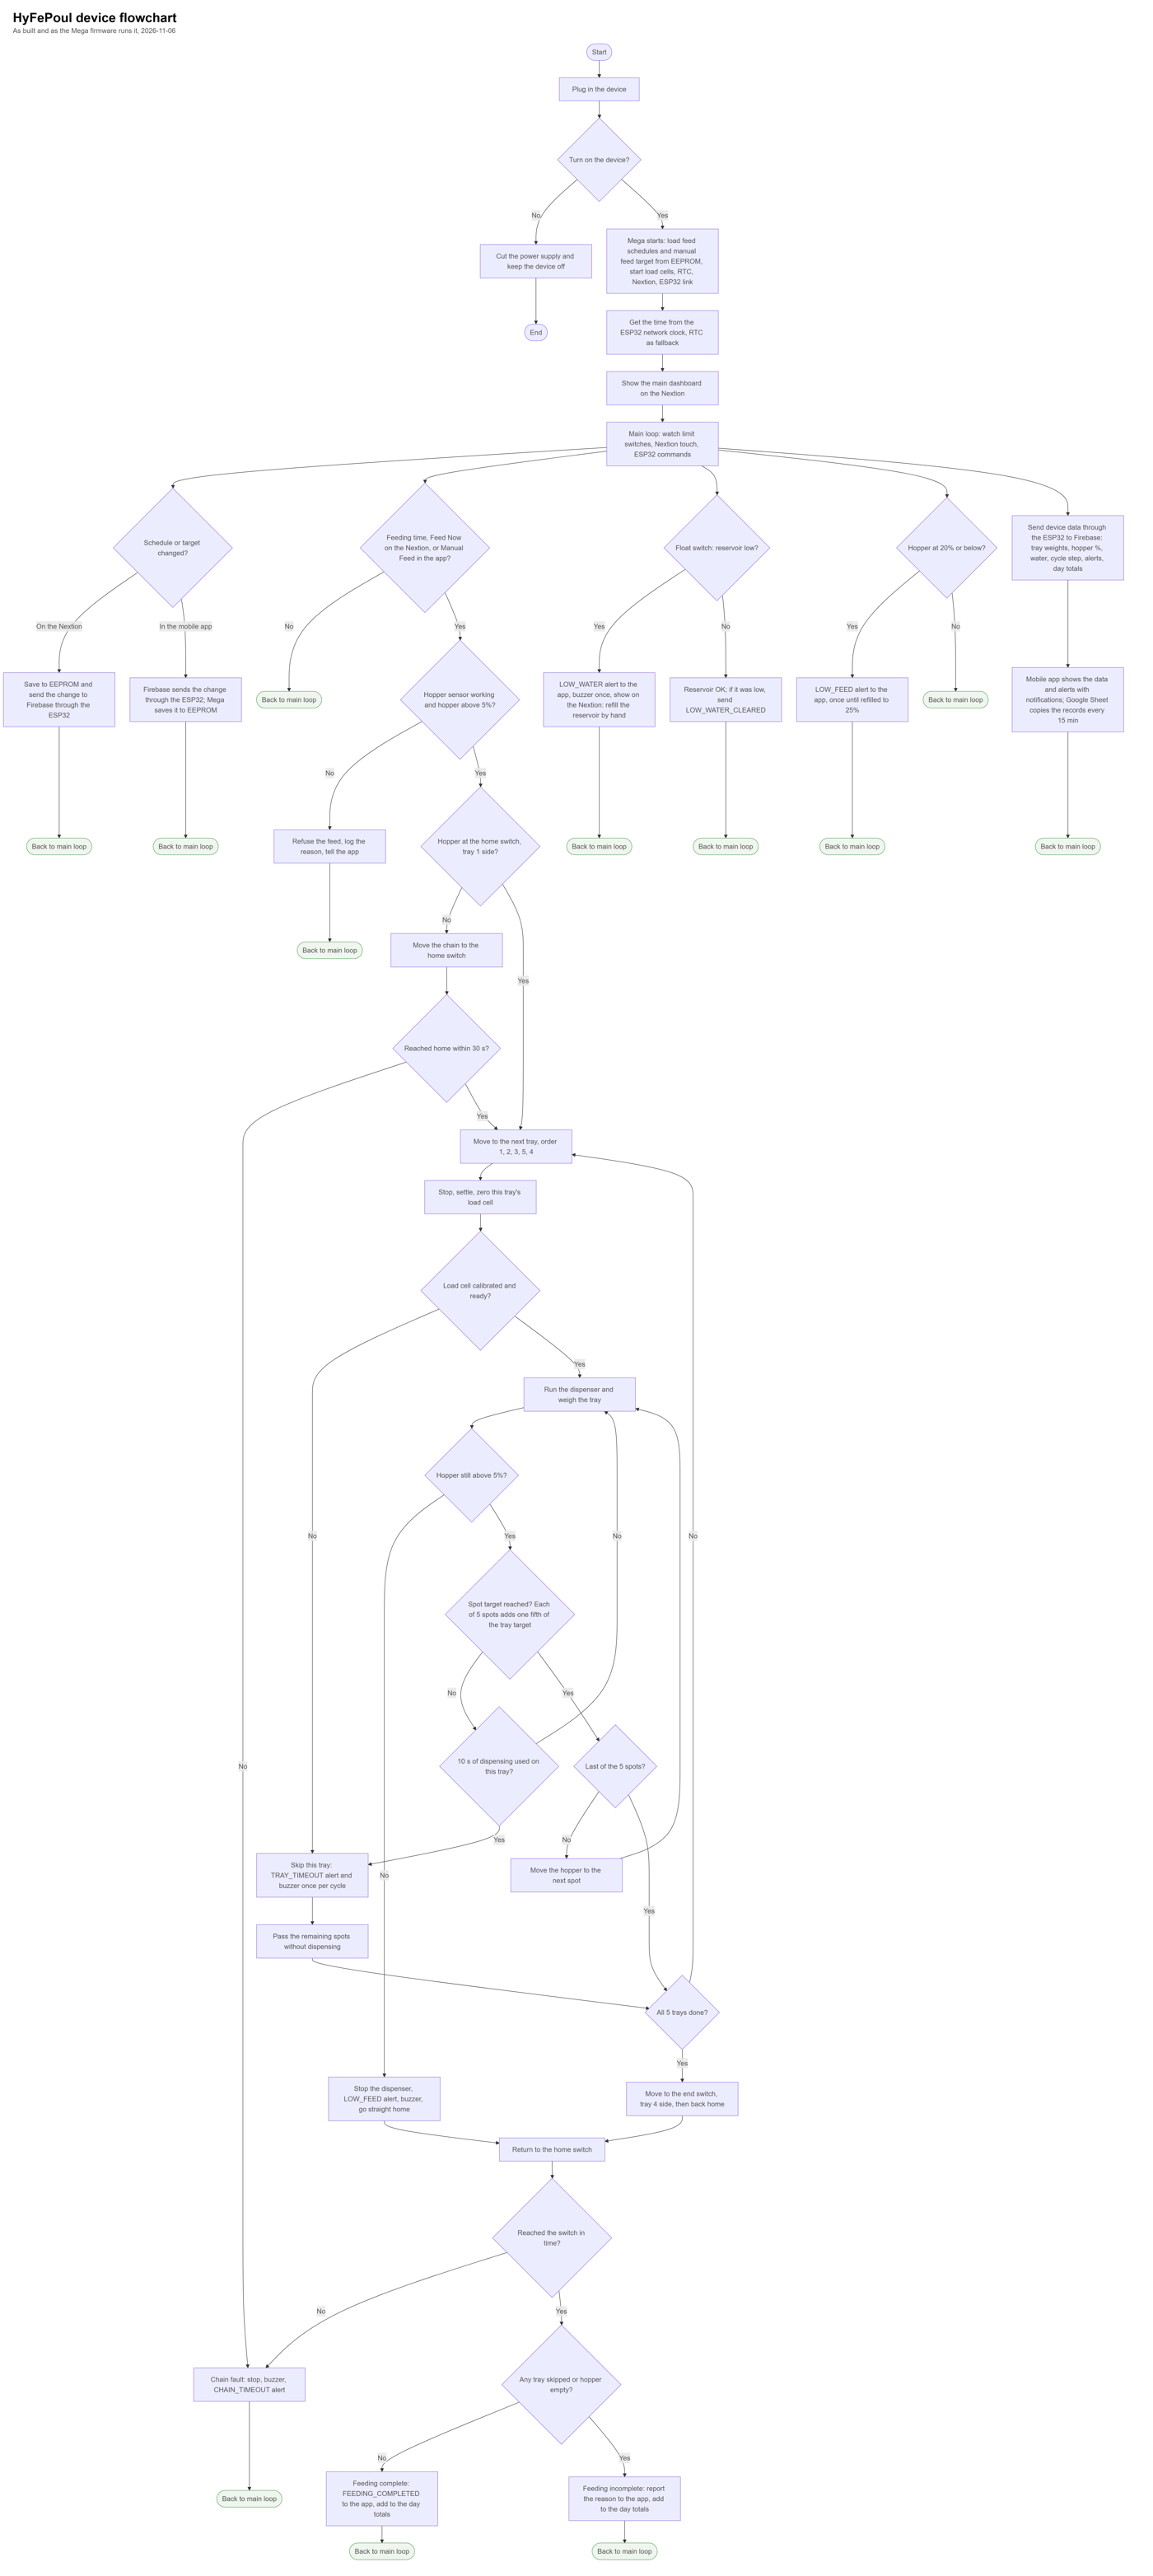 HyFePoul device flowchart
As built and as the Mega firmware runs it, 2026-11-06
Start
Plug in the device
Turn on the device?
No
Yes
Cut the power supply and
keep the device off
End
Mega starts: load feed
schedules and manual
feed target from EEPROM,
start load cells, RTC,
Nextion, ESP32 link
Get the time from the
ESP32 network clock, RTC
as fallback
Show the main dashboard
on the Nextion
Main loop: watch limit
switches, Nextion touch,
ESP32 commands
Schedule or target
changed?
Feeding time, Feed Now
on the Nextion, or Manual
Feed in the app?
Float switch: reservoir low?
Hopper at 20% or below?
Send device data through
the ESP32 to Firebase:
tray weights, hopper %,
water, cycle step, alerts,
day totals
On the Nextion
In the mobile app
No
Yes
Yes
No
Yes
No
Save to EEPROM and
send the change to
Firebase through the
ESP32
Firebase sends the change
through the ESP32; Mega
saves it to EEPROM
Back to main loop
Hopper sensor working
and hopper above 5%?
LOW_WATER alert to the
app, buzzer once, show on
the Nextion: refill the
reservoir by hand
Reservoir OK; if it was low,
send
LOW_WATER_CLEARED
LOW_FEED alert to the
app, once until refilled to
25%
Back to main loop
Mobile app shows the data
and alerts with
notifications; Google Sheet
copies the records every
15 min
No
Yes
Back to main loop
Back to main loop
Refuse the feed, log the
reason, tell the app
Hopper at the home switch,
tray 1 side?
Back to main loop
Back to main loop
Back to main loop
Back to main loop
No
Back to main loop
Move the chain to the
home switch
Yes
Reached home within 30 s?
Yes
Move to the next tray, order
1, 2, 3, 5, 4
Stop, settle, zero this tray's
load cell
Load cell calibrated and
ready?
Yes
Run the dispenser and
weigh the tray
Hopper still above 5%?
No
Yes
No
No
Spot target reached? Each
of 5 spots adds one fifth of
the tray target
No
Yes
No
10 s of dispensing used on
this tray?
Last of the 5 spots?
Yes
No
Skip this tray:
TRAY_TIMEOUT alert and
buzzer once per cycle
No
Move the hopper to the
next spot
Yes
Pass the remaining spots
without dispensing
All 5 trays done?
Yes
Stop the dispenser,
LOW_FEED alert, buzzer,
go straight home
Move to the end switch,
tray 4 side, then back home
Return to the home switch
Reached the switch in
time?
No
Yes
Chain fault: stop, buzzer,
CHAIN_TIMEOUT alert
Any tray skipped or hopper
empty?
No
Yes
Back to main loop
Feeding complete:
FEEDING_COMPLETED
to the app, add to the day
totals
Feeding incomplete: report
the reason to the app, add
to the day totals
Back to main loop
Back to main loop